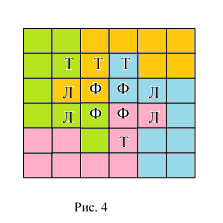 Т Т Т
Л Ф Ф Л
Л Ф Ф Л
Т
Рис. 4